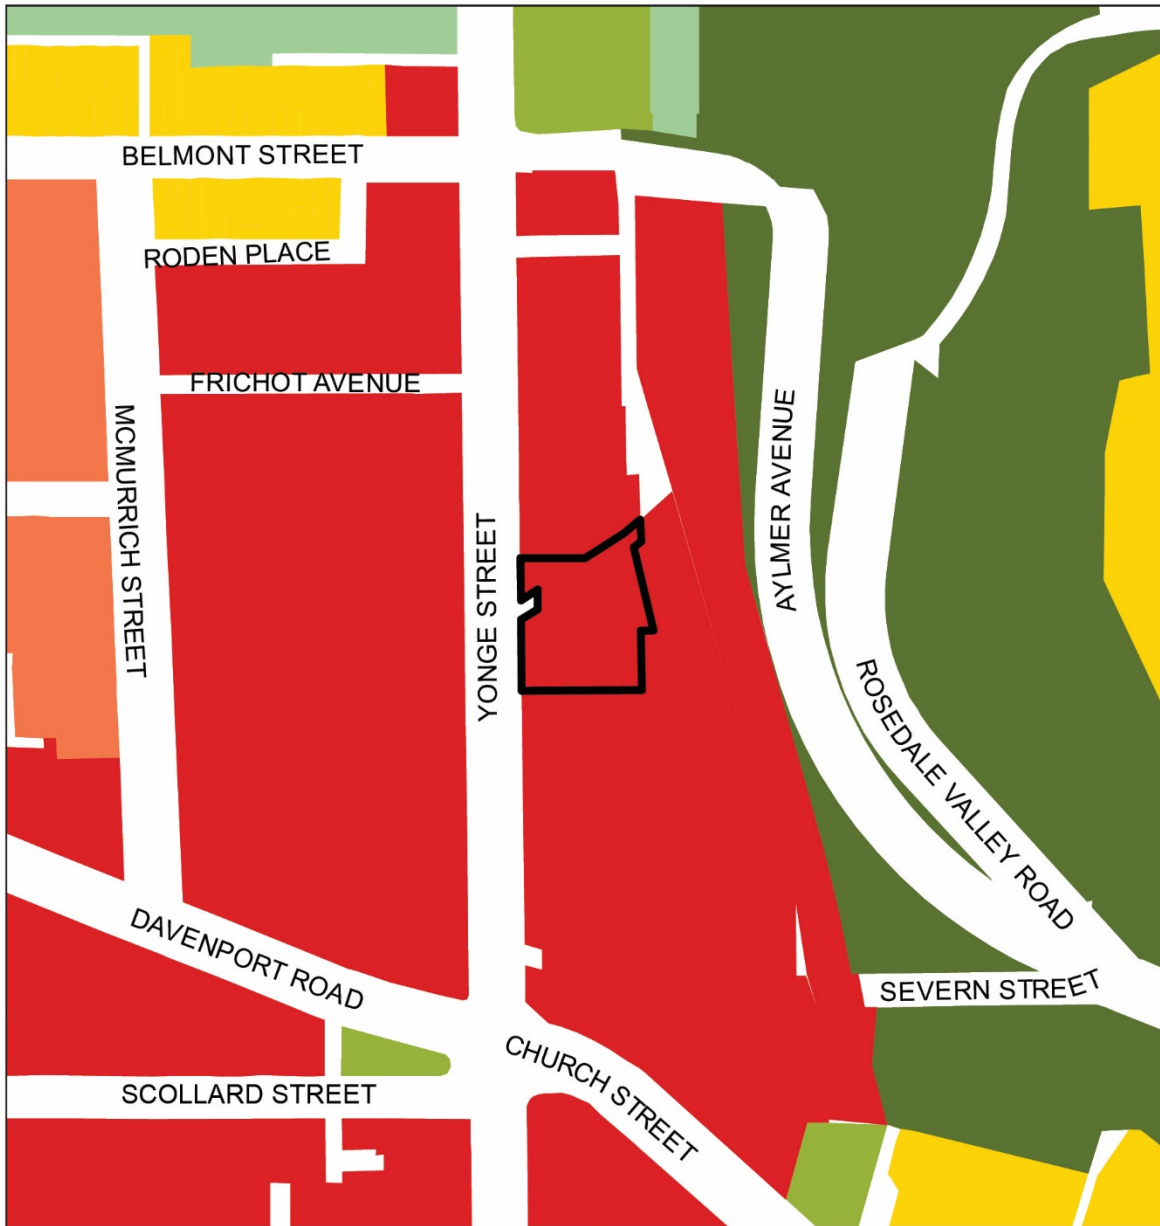 BELMONT STREET
RODEN PLACE
FRICHOT AVENUE
MCMURRICH STREET
YONGE STREET
AYLMER AVENUE
ROSEDALE VALLEY ROAD
DAVENPORT ROAD
SEVERN STREET
CHURCH STREET
SCOLLARD STREET